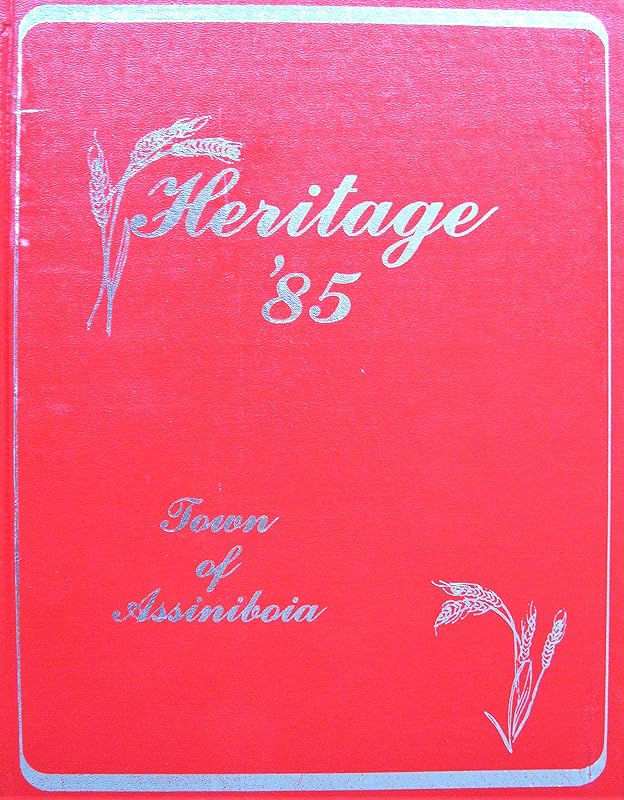 Heritage
'85
Town
of
Assiniboia